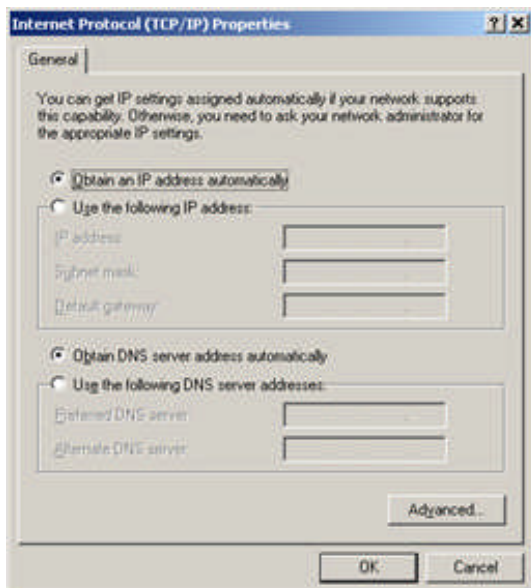 Internet Protocol (TCP/IP) Properties
General
You can get IP settings assigned automatically if your network supports
this capability. Otherwise, you need to ask your network administrator for
the appropriate IP settings.
Obtain an IP address automatically
Use the following IP address:
IP address:
Subnet mask:
Default gateway:
Obtain DNS server address automatically
Use the following DNS server addresses:
Preferred DNS server:
Alternate DNS server:
Advanced...
OK Cancel